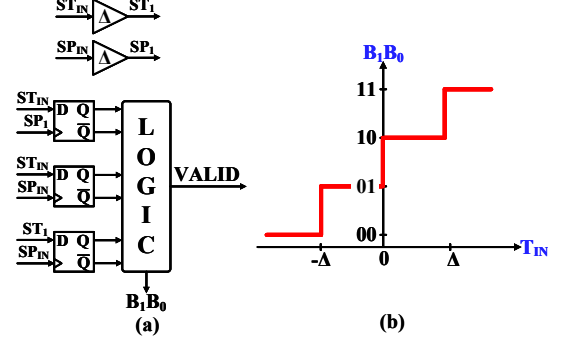 ST_IN Δ ST_1
SP_IN Δ SP_1
ST_IN D Q
SP_1 Q̅
ST_IN D Q
SP_IN Q̅
ST_1 D Q
SP_IN Q̅
L
O
G
I
C
VALID
B_1B_0
(a)
B_1B_0
11
10
01
00
-Δ 0 Δ
T_IN
(b)